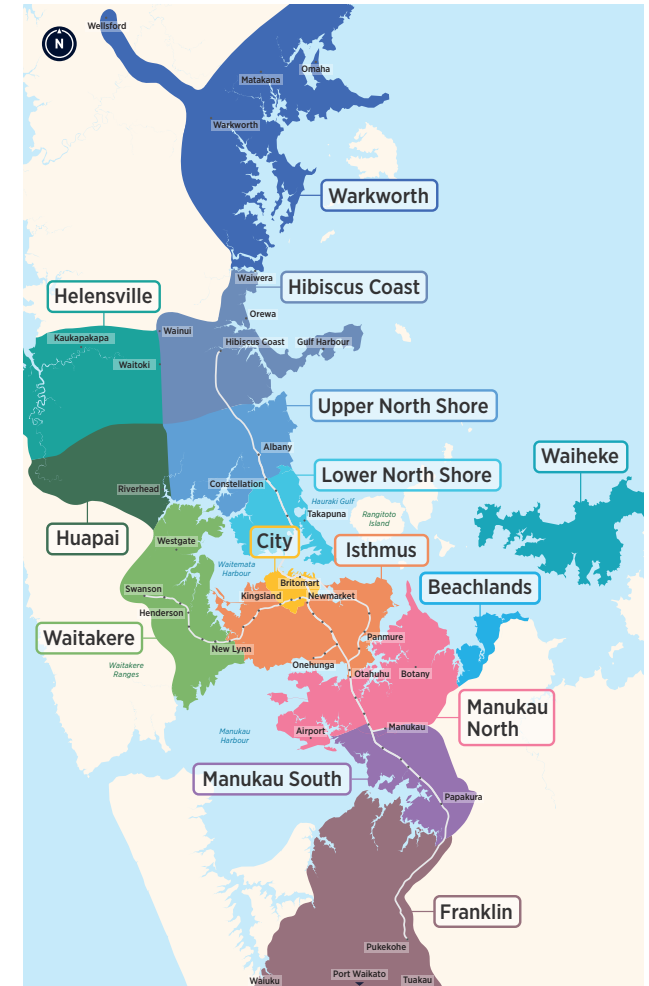 Wellsford
N
Omaha
Matakana
Warkworth
Warkworth
Waiwera
Hibiscus Coast
Helensville
Orewa
Wainui
Kaukapakapa
Hibiscus Coast
Gulf Harbour
Waitoki
Upper North Shore
Albany
Waiheke
Lower North Shore
Constellation
Riverhead
Hauraki Gulf
Takapuna
Rangitoto
Island
Huapai
Westgate
City
Isthmus
Waitemata
Harbour
Britomart
Beachlands
Swanson
Kingsland
Newmarket
Henderson
Waitakere
Panmure
New Lynn
Waitakere
Ranges
Onehunga
Otahuhu
Botany
Manukau
North
Manukau
Harbour
Airport
Manukau
Manukau South
Papakura
Franklin
Pukekohe
Port Waikato
Waiuku
Tuakau